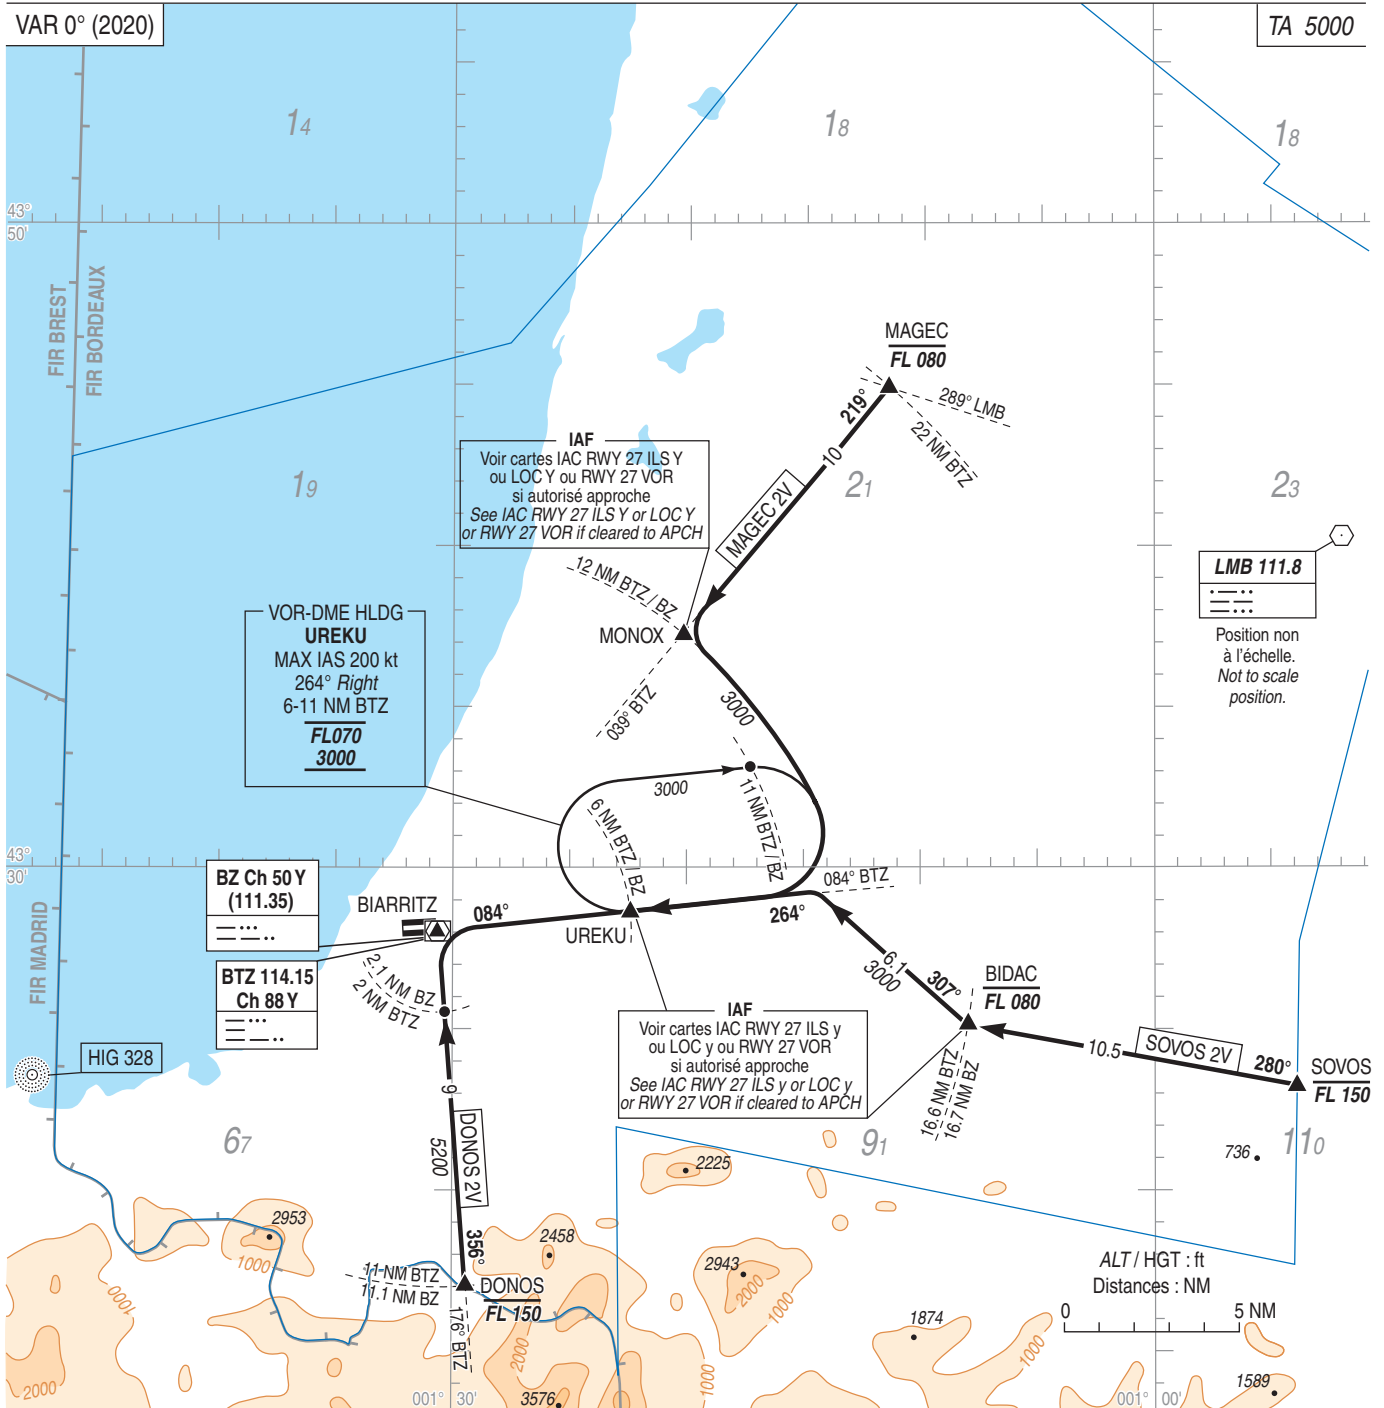 VAR 0° (2020)
TA 5000
14
18
18
43°
50'
FIR BREST
FIR BORDEAUX
MAGEC
FL 080
219°
289° LMB
22 NM BTZ
10
MAGEC 2V
IAF
Voir cartes IAC RWY 27 ILS Y
ou LOC Y ou RWY 27 VOR
si autorisé approche
See IAC RWY 27 ILS Y or LOC Y
or RWY 27 VOR if cleared to APCH
19
21
23
LMB 111.8
Position non
à l'échelle.
Not to scale
position.
12 NM BTZ / BZ
MONOX
039° BTZ
3000
VOR-DME HLDG
UREKU
MAX IAS 200 kt
264° Right
6-11 NM BTZ
FL070
3000
3000
6 NM BTZ / BZ
11 NM BTZ / BZ
43°
30'
084° BTZ
BZ Ch 50 Y
(111.35)
BIARRITZ
084°
UREKU
264°
FIR MADRID
BTZ 114.15
Ch 88 Y
2.1 NM BZ
2 NM BTZ
6.1
3000
307°
BIDAC
FL 080
IAF
Voir cartes IAC RWY 27 ILS y
ou LOC y ou RWY 27 VOR
si autorisé approche
See IAC RWY 27 ILS y or LOC y
or RWY 27 VOR if cleared to APCH
HIG 328
10.5
SOVOS 2V
280°
SOVOS
FL 150
16.6 NM BTZ
16.7 NM BZ
9
5200
DONOS 2V
356°
67
91
110
736
2225
2953
1000
2458
2943
2000
1000
1000
11 NM BTZ
11.1 NM BZ
DONOS
FL 150
176° BTZ
ALT / HGT : ft
Distances : NM
0
5 NM
1874
1000
2000
2000
1000
3576
1589
001° 30'
001° 00'